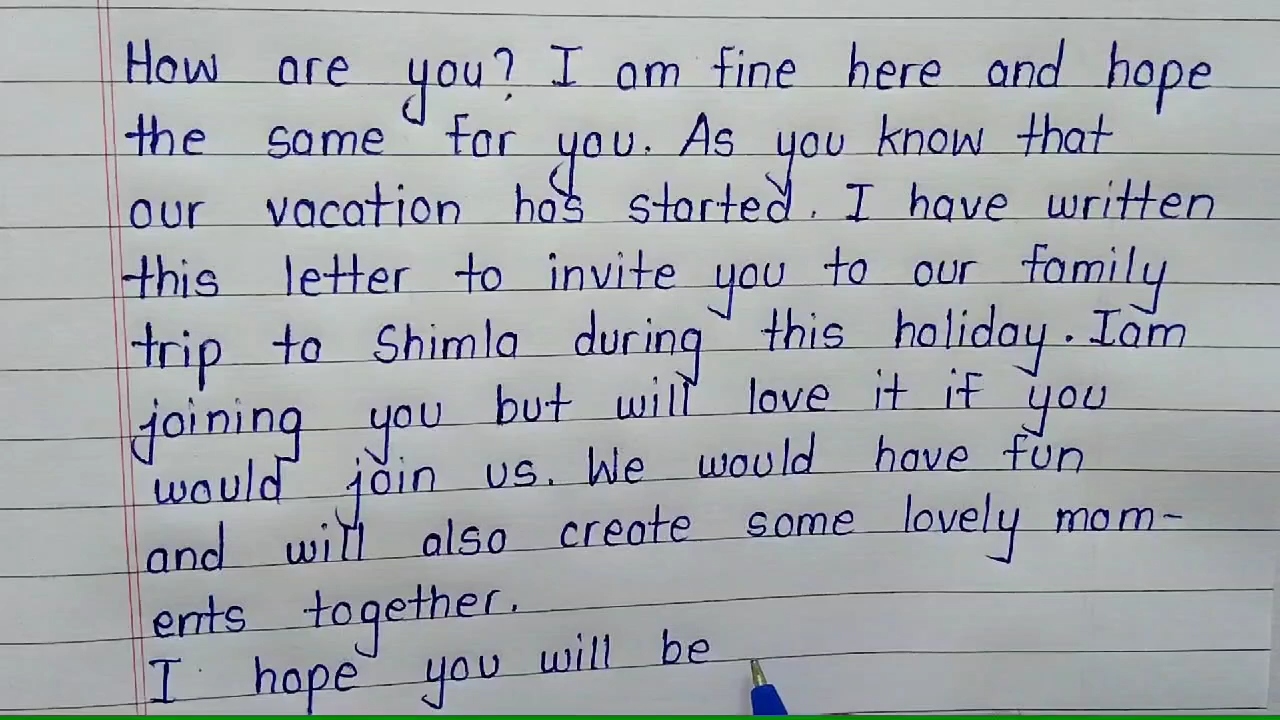 How are you? I am fine here and hope
the same for you. As you know that
our vacation has started. I have written
this letter to invite you to our family
trip to Shimla during this holiday. I am
joining you but will love it if you
would join us. We would have fun
and will also create some lovely mom-
ents together.
I hope you will be